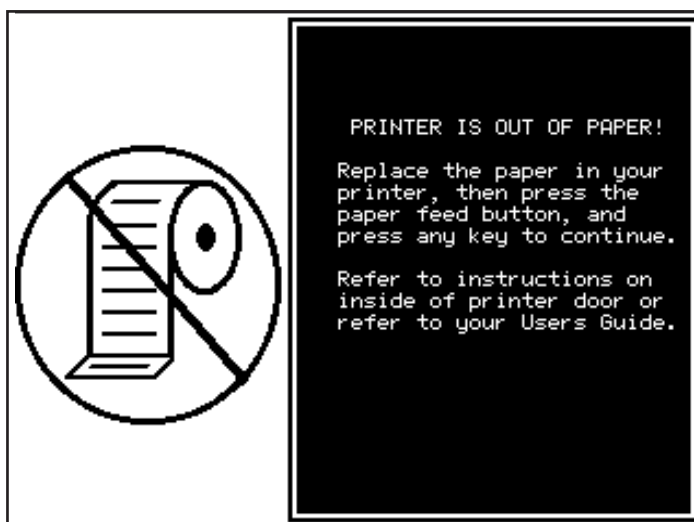 PRINTER IS OUT OF PAPER!
Replace the paper in your
printer, then press the
paper feed button, and
press any key to continue.
Refer to instructions on
inside of printer door or
refer to your Users Guide.